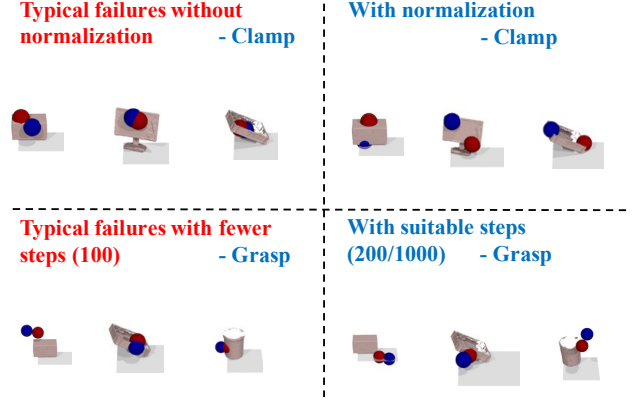 Typical failures without
normalization - Clamp
With normalization
- Clamp
Typical failures with fewer
steps (100) - Grasp
With suitable steps
(200/1000) - Grasp